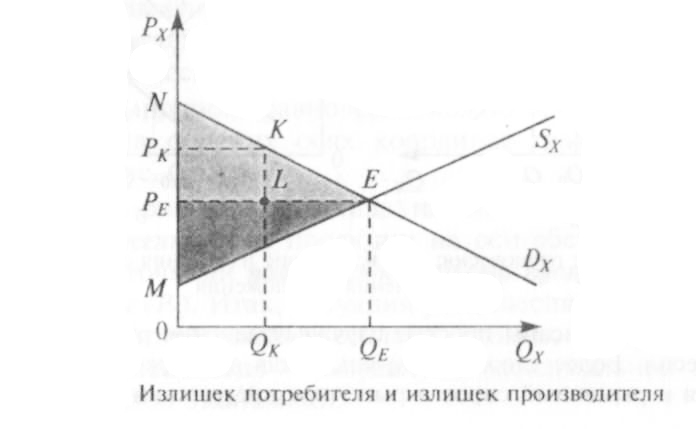 P_X
N
K
P_K
S_X
L
E
P_E
D_X
M
0
Q_K
Q_E
Q_X
Излишек потребителя и излишек производителя